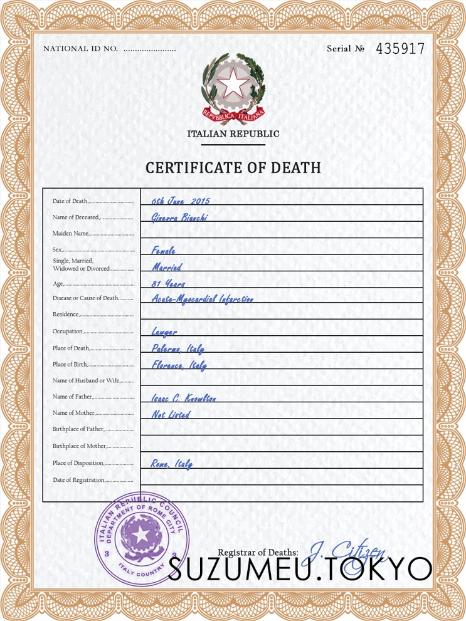 NATIONAL ID NO. ........................ Serial № 435917
REPVBBLICA ITALIANA
ITALIAN REPUBLIC
CERTIFICATE OF DEATH
Date of Death 6th June 2015
Name of Deceased, Ginerra Bianchi
Maiden Name
Sex Female
Single, Married,
Widowed or Divorced Married
Age 81 Years
Disease or Cause of Death Acute-Myocardial Infarction
Residence
Occupation Lawyer
Place of Death Palermo, Italy
Place of Birth Florence, Italy
Name of Husband or Wife
Name of Father Isaac C. Knowlton
Name of Mother Not Listed
Birthplace of Father
Birthplace of Mother
Place of Disposition Rome, Italy
Date of Registration
ITALIAN REPUBLIC COUNCIL
DEPARTMENT OF ROME CITY
3 3
ITALY COUNTRY
Registrar of Deaths: J. Citizen
SUZUMEU.TOKYO